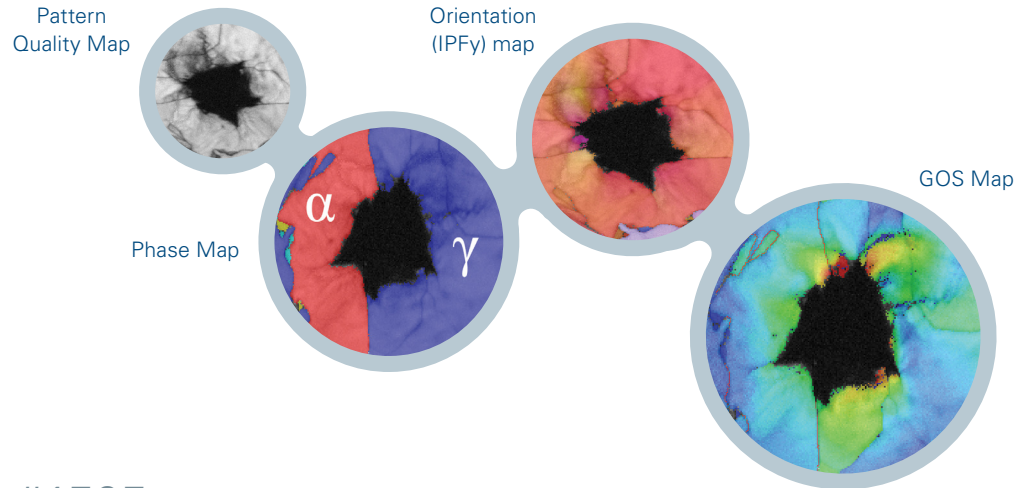 Pattern
Quality Map
Orientation
(IPFy) map
GOS Map
α
γ
Phase Map